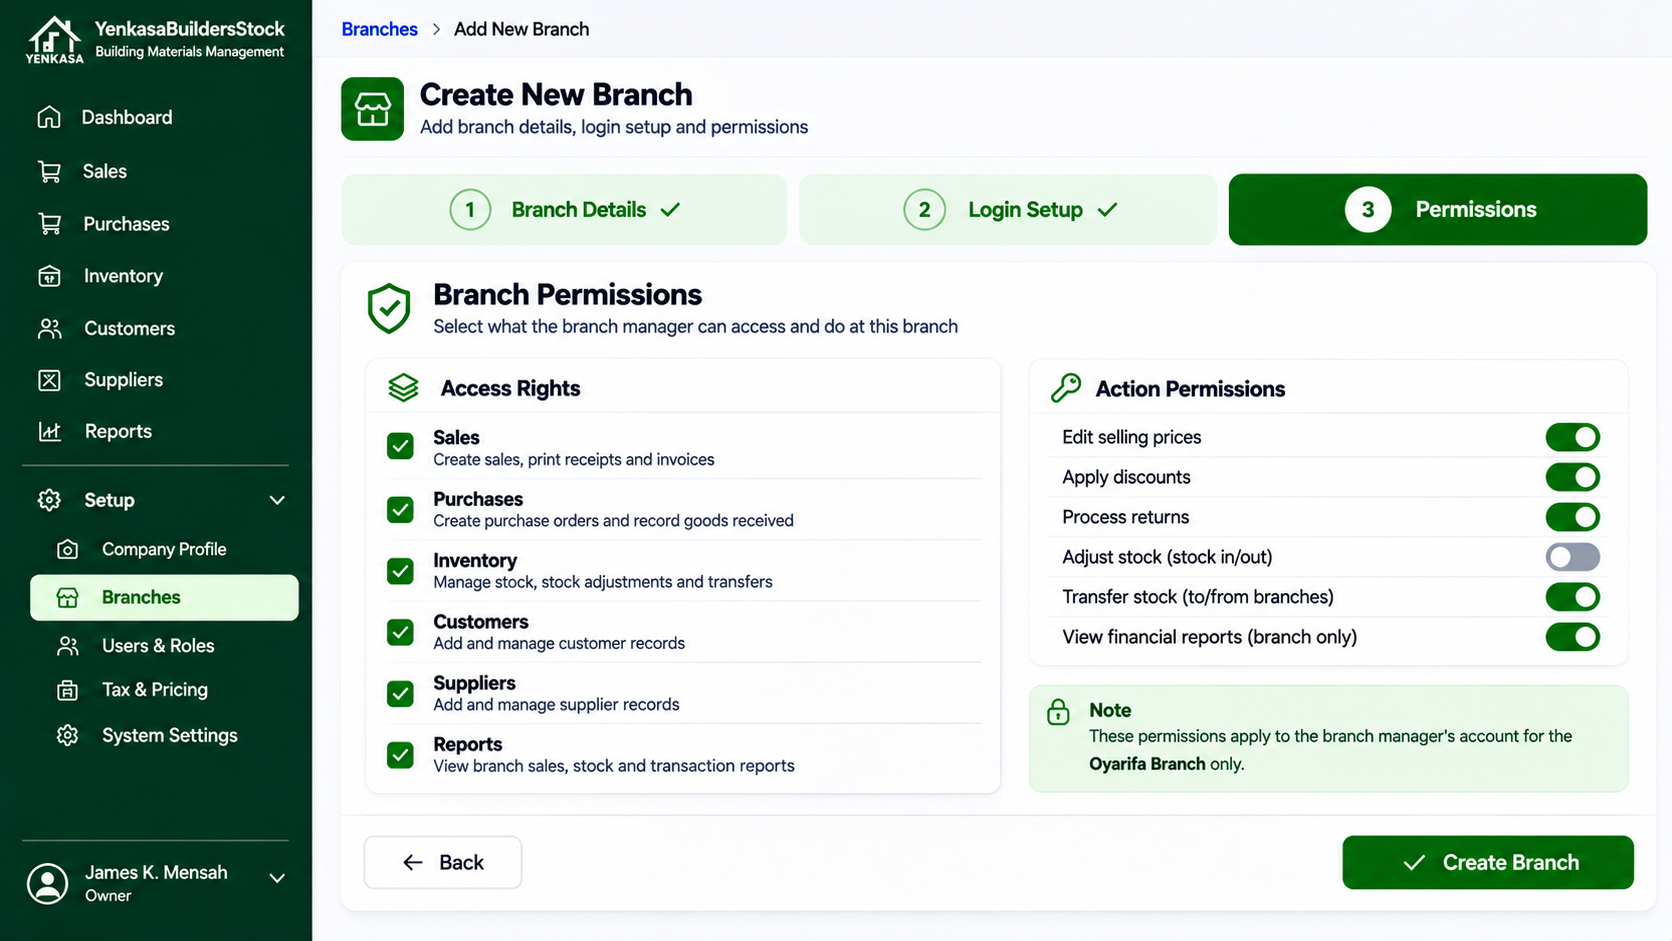 YenkasaBuildersStock
Building Materials Management
YENKASA
Dashboard
Sales
Purchases
Inventory
Customers
Suppliers
Reports
Setup
Company Profile
Branches
Users & Roles
Tax & Pricing
System Settings
James K. Mensah
Owner
Branches > Add New Branch
Create New Branch
Add branch details, login setup and permissions
1 Branch Details
2 Login Setup
3 Permissions
Branch Permissions
Select what the branch manager can access and do at this branch
Access Rights
Sales
Create sales, print receipts and invoices
Purchases
Create purchase orders and record goods received
Inventory
Manage stock, stock adjustments and transfers
Customers
Add and manage customer records
Suppliers
Add and manage supplier records
Reports
View branch sales, stock and transaction reports
Action Permissions
Edit selling prices
Apply discounts
Process returns
Adjust stock (stock in/out)
Transfer stock (to/from branches)
View financial reports (branch only)
Note
These permissions apply to the branch manager's account for the
Oyarifa Branch only.
Back
Create Branch